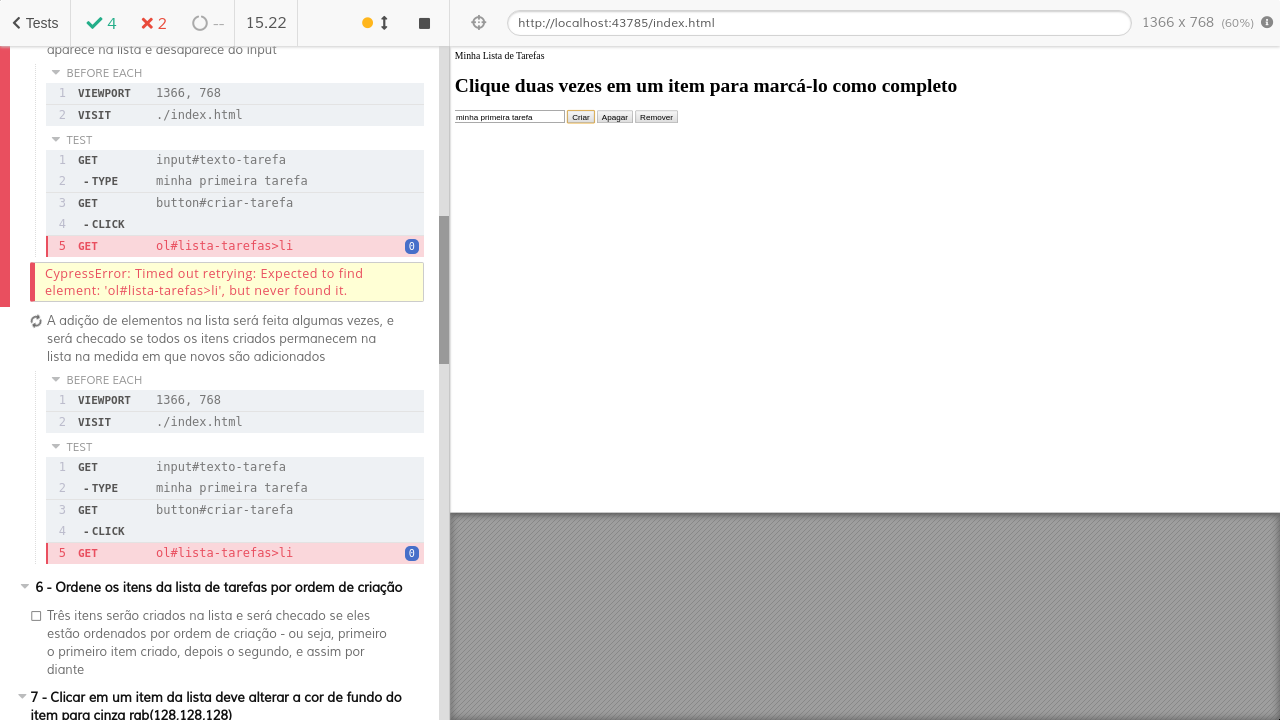 Tests
4
2
--
15.22
http://localhost:43785/index.html
1366 x 768 (60%)
aparece na lista e desaparece do input
BEFORE EACH
1 VIEWPORT 1366, 768
2 VISIT ./index.html
TEST
1 GET input#texto-tarefa
2 - TYPE minha primeira tarefa
3 GET button#criar-tarefa
4 - CLICK
5 GET ol#lista-tarefas>li 0
CypressError: Timed out retrying: Expected to find
element: 'ol#lista-tarefas>li', but never found it.
A adição de elementos na lista será feita algumas vezes, e
será checado se todos os itens criados permanecem na
lista na medida em que novos são adicionados
BEFORE EACH
1 VIEWPORT 1366, 768
2 VISIT ./index.html
TEST
1 GET input#texto-tarefa
2 - TYPE minha primeira tarefa
3 GET button#criar-tarefa
4 - CLICK
5 GET ol#lista-tarefas>li 0
6 - Ordene os itens da lista de tarefas por ordem de criação
Três itens serão criados na lista e será checado se eles
estão ordenados por ordem de criação - ou seja, primeiro
o primeiro item criado, depois o segundo, e assim por
diante
7 - Clicar em um item da lista deve alterar a cor de fundo do
item para cinza rgb(128,128,128)
Minha Lista de Tarefas
Clique duas vezes em um item para marcá-lo como completo
minha primeira tarefa Criar Apagar Remover